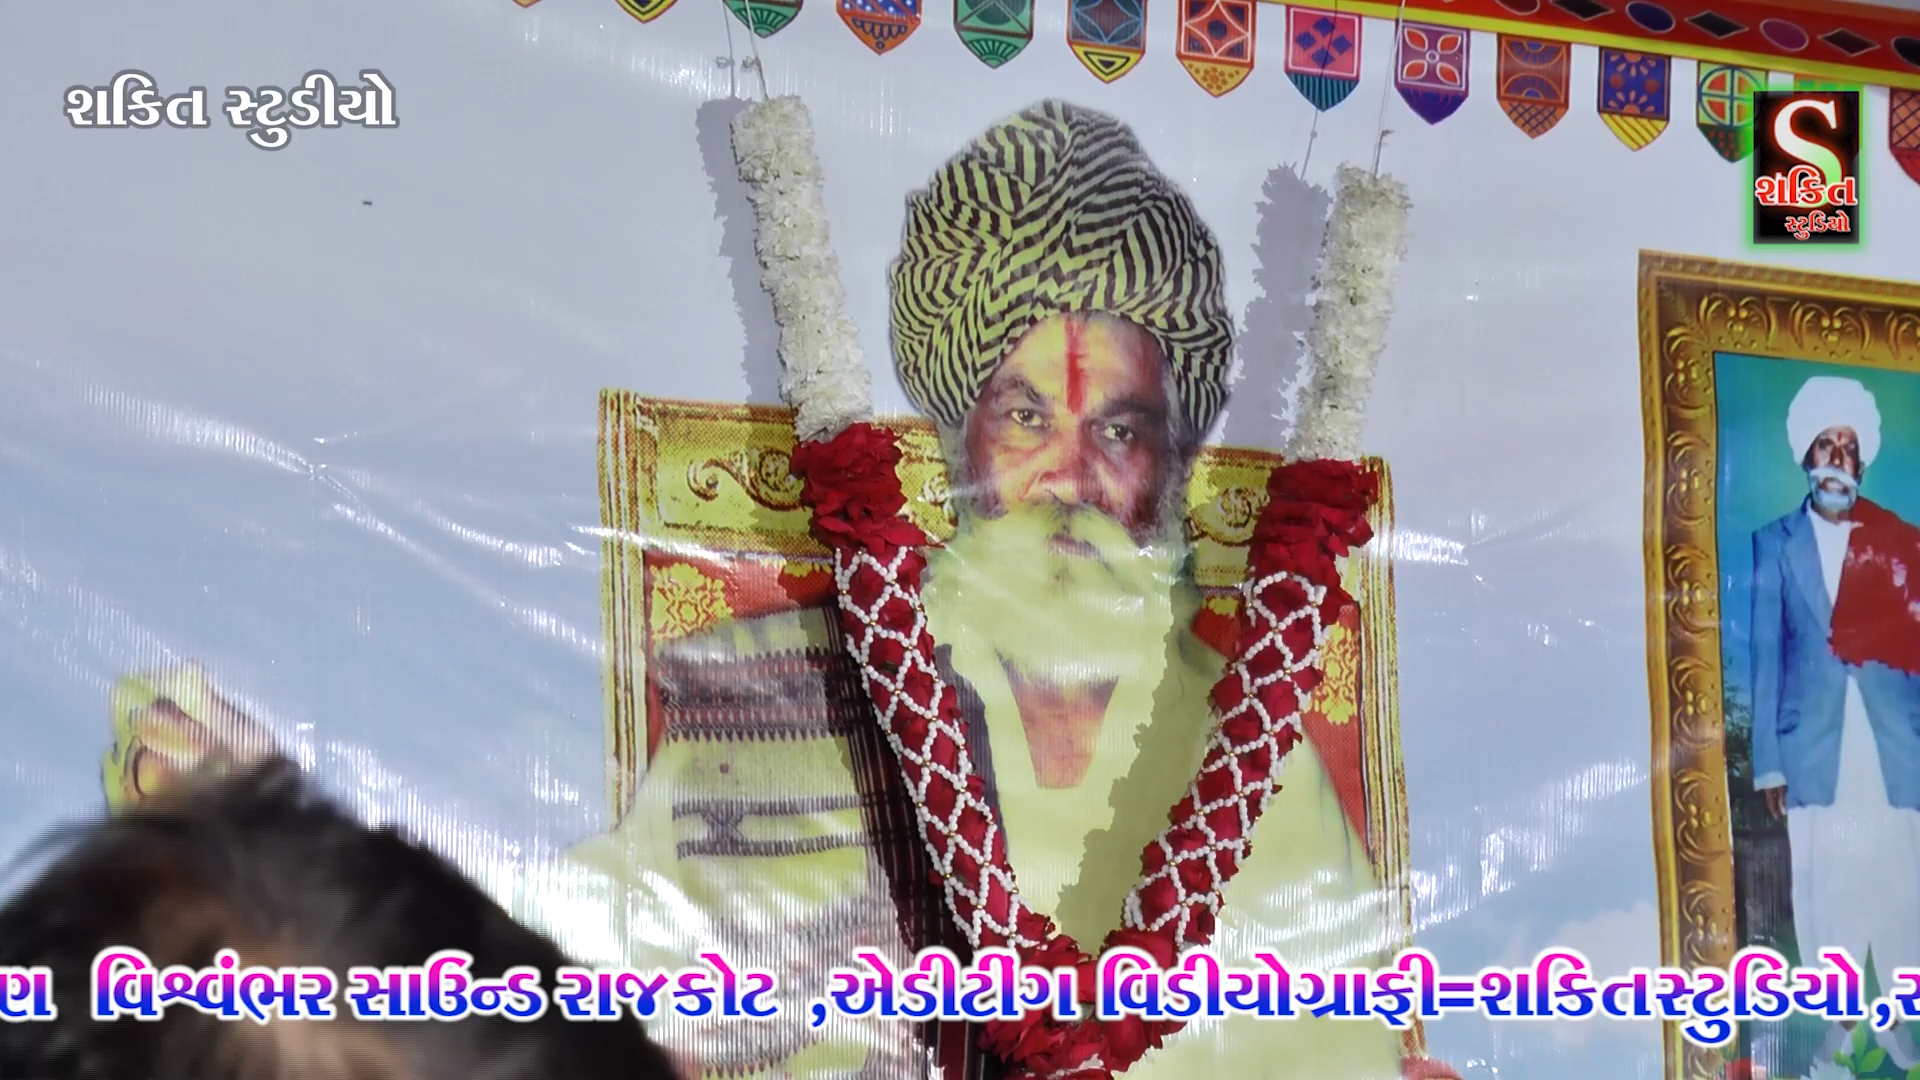 શકિત સ્ટુડીયો
S
શકિત
સ્ટુડિયો
વિશ્વંભર સાઉન્ડ રાજકોટ ,એડીટીંગ વિડીયોગ્રાફી=શકિતસ્ટુડિયો,